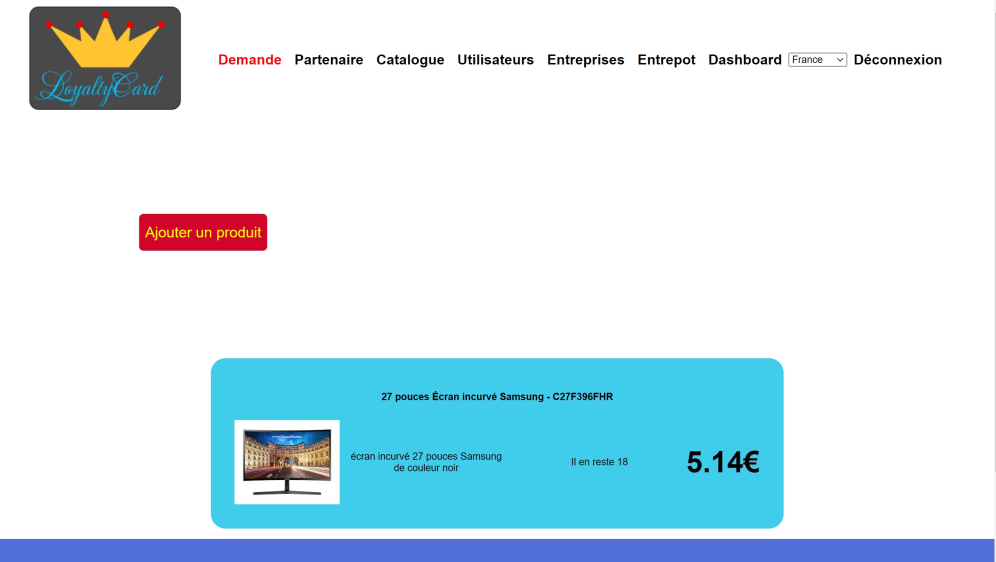 LoyaltyCard
Demande Partenaire Catalogue Utilisateurs Entreprises Entrepot Dashboard France Déconnexion
Ajouter un produit
27 pouces Écran incurvé Samsung - C27F396FHR
écran incurvé 27 pouces Samsung
de couleur noir
Il en reste 18
5.14€